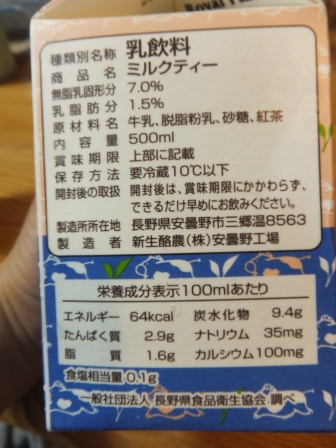 Royal
種類別名称 乳飲料
商品名 ミルクティー
無脂乳固形分 7.0%
乳脂肪分 1.5%
原材料名 牛乳、脱脂粉乳、砂糖、紅茶
内容量 500ml
賞味期限 上部に記載
保存方法 要冷蔵10℃以下
開封後の取扱 開封後は、賞味期限にかかわらず、
できるだけ早めにお飲みください。
製造所所在地 長野県安曇野市三郷温8563
製造者 新生酪農(株)安曇野工場
栄養成分表示100mlあたり
エネルギー 64kcal 炭水化物 9.4g
たんぱく質 2.9g ナトリウム 35mg
脂質 1.6g カルシウム 100mg
食塩相当量 0.1g
一般社団法人 長野県食品衛生協会 調べ